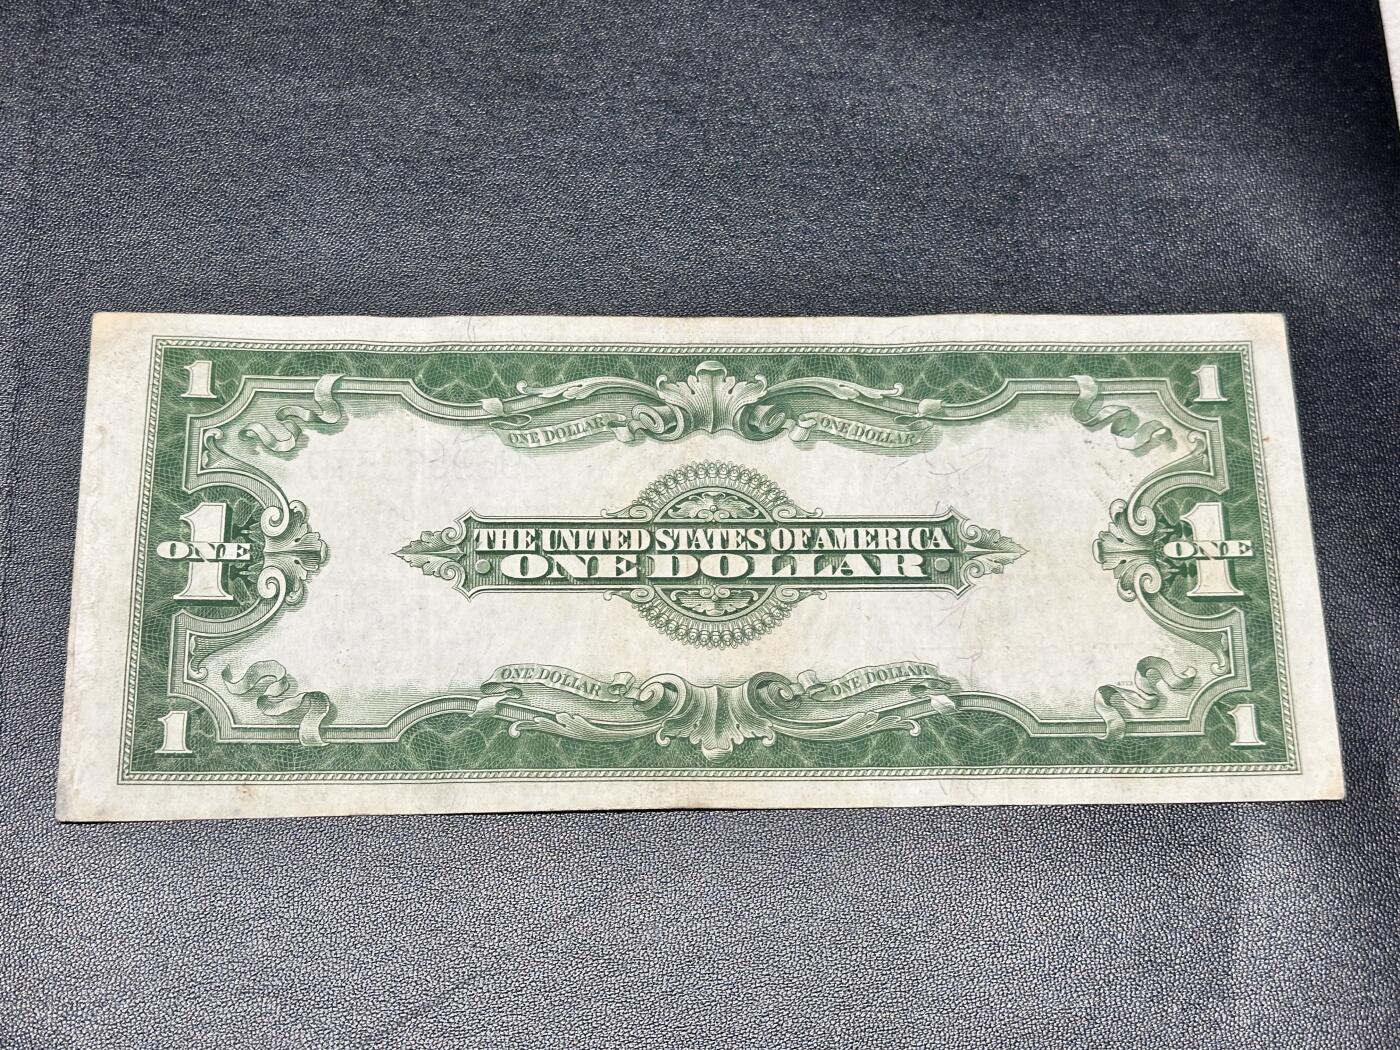 1 1
ONE DOLLAR ONE DOLLAR
THE UNITED STATES OF AMERICA
1 ONE 1 ONE
ONE DOLLAR
ONE DOLLAR ONE DOLLAR
1 1